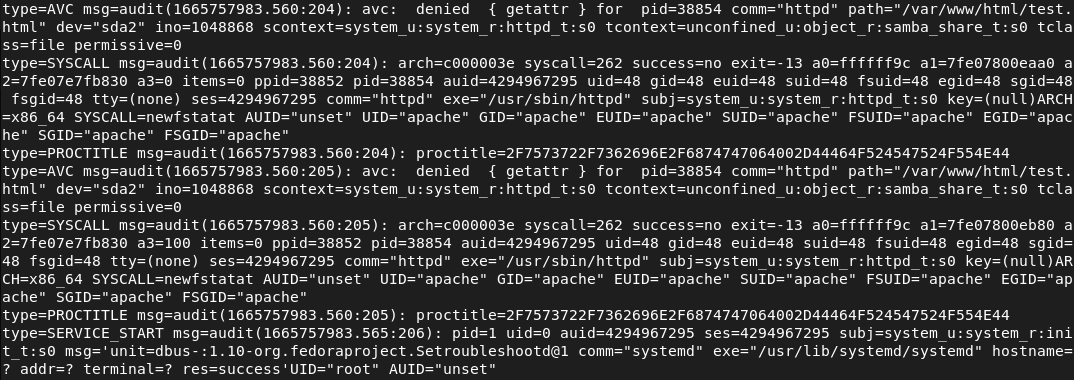 type=AVC msg=audit(1665757983.560:204): avc:  denied  { getattr } for  pid=38854 comm="httpd" path="/var/www/html/test.
html" dev="sda2" ino=1048868 scontext=system_u:system_r:httpd_t:s0 tcontext=unconfined_u:object_r:samba_share_t:s0 tcla
ss=file permissive=0
type=SYSCALL msg=audit(1665757983.560:204): arch=c000003e syscall=262 success=no exit=-13 a0=ffffff9c a1=7fe07800eaa0 a
2=7fe07e7fb830 a3=0 items=0 ppid=38852 pid=38854 auid=4294967295 uid=48 gid=48 euid=48 suid=48 fsuid=48 egid=48 sgid=48
 fsgid=48 tty=(none) ses=4294967295 comm="httpd" exe="/usr/sbin/httpd" subj=system_u:system_r:httpd_t:s0 key=(null)ARCH
=x86_64 SYSCALL=newfstatat AUID="unset" UID="apache" GID="apache" EUID="apache" SUID="apache" FSUID="apache" EGID="apac
he" SGID="apache" FSGID="apache"
type=PROCTITLE msg=audit(1665757983.560:204): proctitle=2F7573722F7362696E2F6874747064002D44464F524547524F554E44
type=AVC msg=audit(1665757983.560:205): avc:  denied  { getattr } for  pid=38854 comm="httpd" path="/var/www/html/test.
html" dev="sda2" ino=1048868 scontext=system_u:system_r:httpd_t:s0 tcontext=unconfined_u:object_r:samba_share_t:s0 tcla
ss=file permissive=0
type=SYSCALL msg=audit(1665757983.560:205): arch=c000003e syscall=262 success=no exit=-13 a0=ffffff9c a1=7fe07800eb80 a
2=7fe07e7fb830 a3=100 items=0 ppid=38852 pid=38854 auid=4294967295 uid=48 gid=48 euid=48 suid=48 fsuid=48 egid=48 sgid=
48 fsgid=48 tty=(none) ses=4294967295 comm="httpd" exe="/usr/sbin/httpd" subj=system_u:system_r:httpd_t:s0 key=(null)AR
CH=x86_64 SYSCALL=newfstatat AUID="unset" UID="apache" GID="apache" EUID="apache" SUID="apache" FSUID="apache" EGID="ap
ache" SGID="apache" FSGID="apache"
type=PROCTITLE msg=audit(1665757983.560:205): proctitle=2F7573722F7362696E2F6874747064002D44464F524547524F554E44
type=SERVICE_START msg=audit(1665757983.565:206): pid=1 uid=0 auid=4294967295 ses=4294967295 subj=system_u:system_r:ini
t_t:s0 msg='unit=dbus-:1.10-org.fedoraproject.Setroubleshootd@1 comm="systemd" exe="/usr/lib/systemd/systemd" hostname=
? addr=? terminal=? res=success'UID="root" AUID="unset"